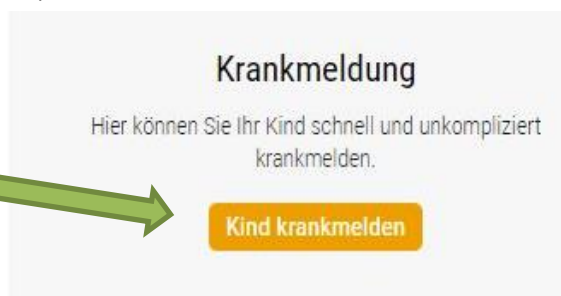 Krankmeldung
Hier können Sie Ihr Kind schnell und unkompliziert
krankmelden.
Kind krankmelden